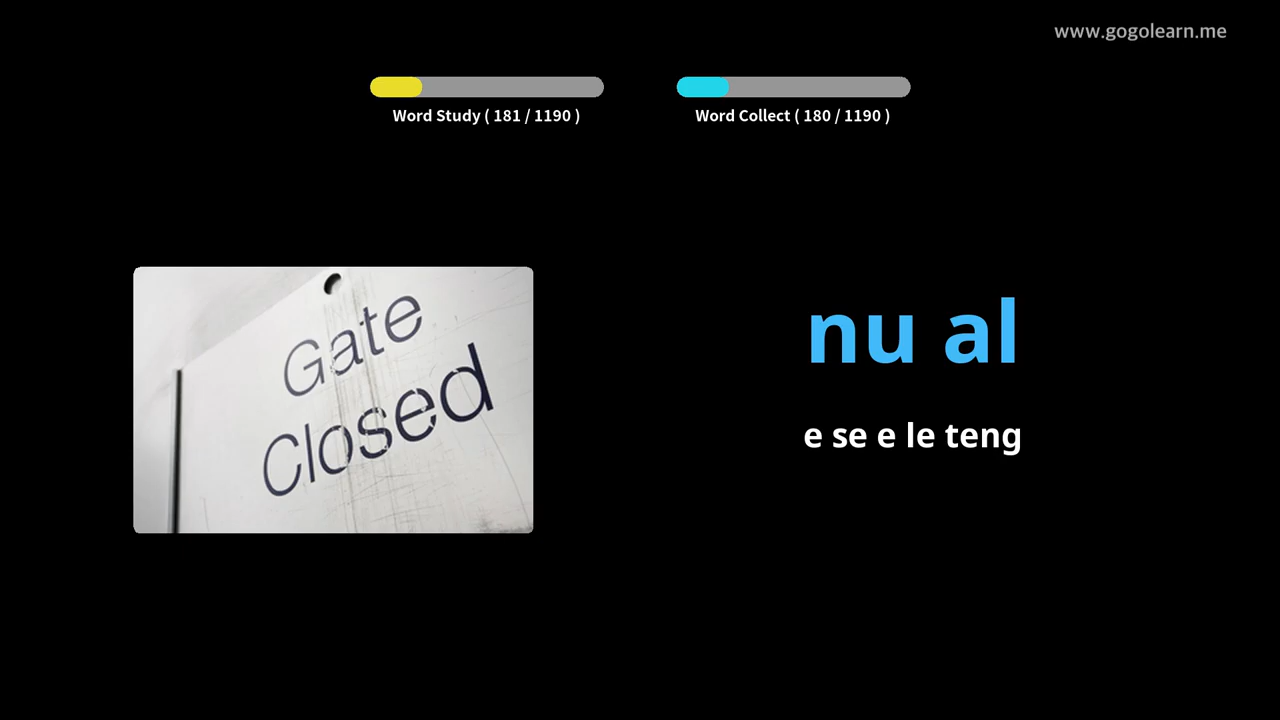 www.gogolearn.me
Word Study ( 181 / 1190 )
Word Collect ( 180 / 1190 )
Gate
Closed
nu al
e se e le teng